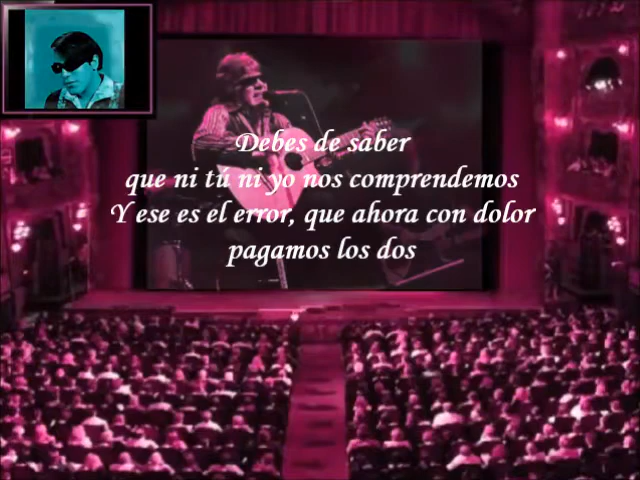 Debes de saber
que ni tú ni yo nos comprendemos
Y ese es el error, que ahora con dolor
pagamos los dos